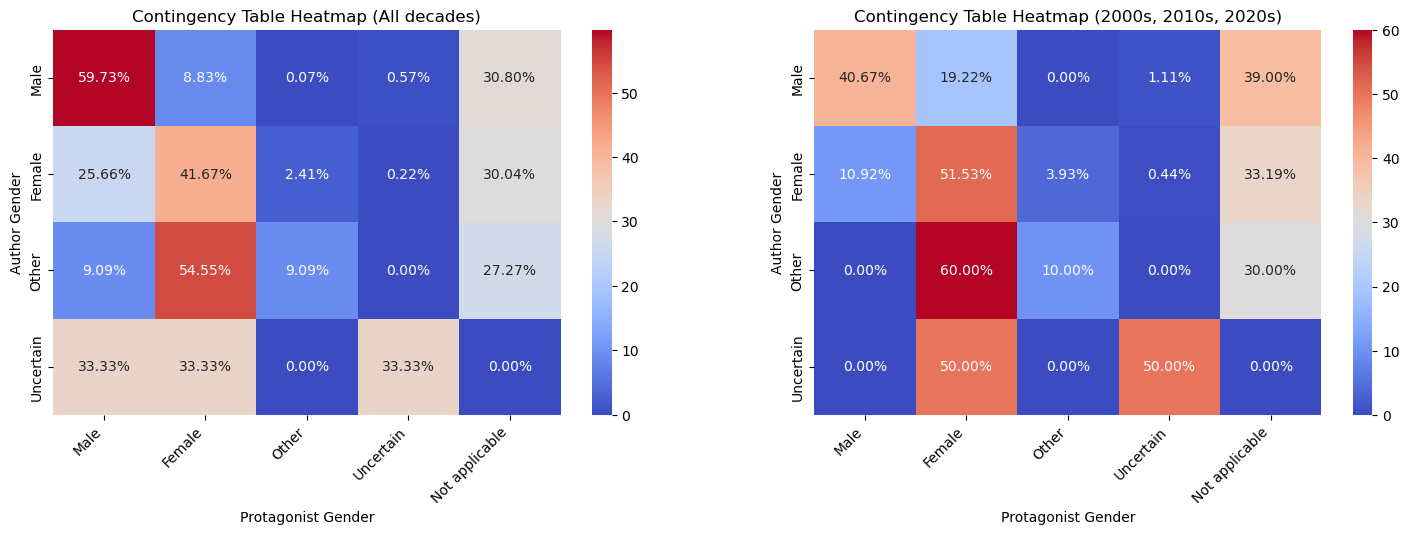 Contingency Table Heatmap (All decades)
Author Gender
Male
Female
Other
Uncertain
59.73% 8.83% 0.07% 0.57% 30.80%
25.66% 41.67% 2.41% 0.22% 30.04%
9.09% 54.55% 9.09% 0.00% 27.27%
33.33% 33.33% 0.00% 33.33% 0.00%
Male Female Other Uncertain Not applicable
Protagonist Gender
50
40
30
20
10
0
Contingency Table Heatmap (2000s, 2010s, 2020s)
Author Gender
Male
Female
Other
Uncertain
40.67% 19.22% 0.00% 1.11% 39.00%
10.92% 51.53% 3.93% 0.44% 33.19%
0.00% 60.00% 10.00% 0.00% 30.00%
0.00% 50.00% 0.00% 50.00% 0.00%
Male Female Other Uncertain Not applicable
Protagonist Gender
60
50
40
30
20
10
0